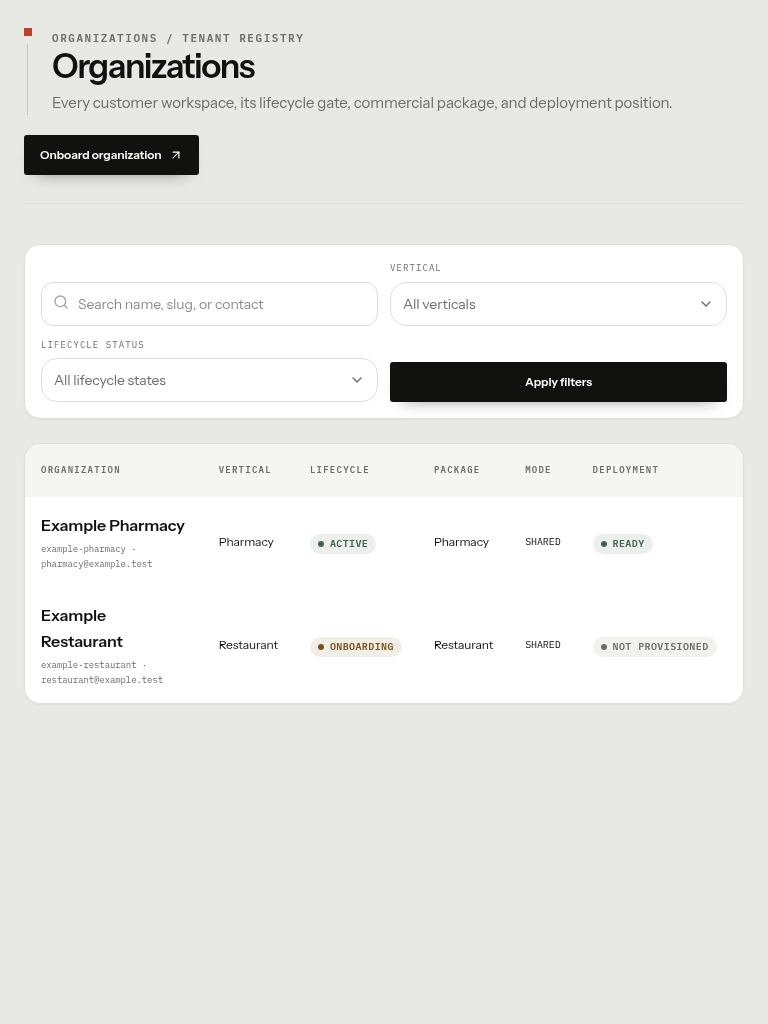 ORGANIZATIONS / TENANT REGISTRY
Organizations
Every customer workspace, its lifecycle gate, commercial package, and deployment position.
Onboard organization
VERTICAL
Search name, slug, or contact
All verticals
LIFECYCLE STATUS
All lifecycle states
Apply filters
ORGANIZATION VERTICAL LIFECYCLE PACKAGE MODE DEPLOYMENT
Example Pharmacy
example-pharmacy ·
pharmacy@example.test
Pharmacy ACTIVE Pharmacy SHARED READY
Example
Restaurant
example-restaurant ·
restaurant@example.test
Restaurant ONBOARDING Restaurant SHARED NOT PROVISIONED